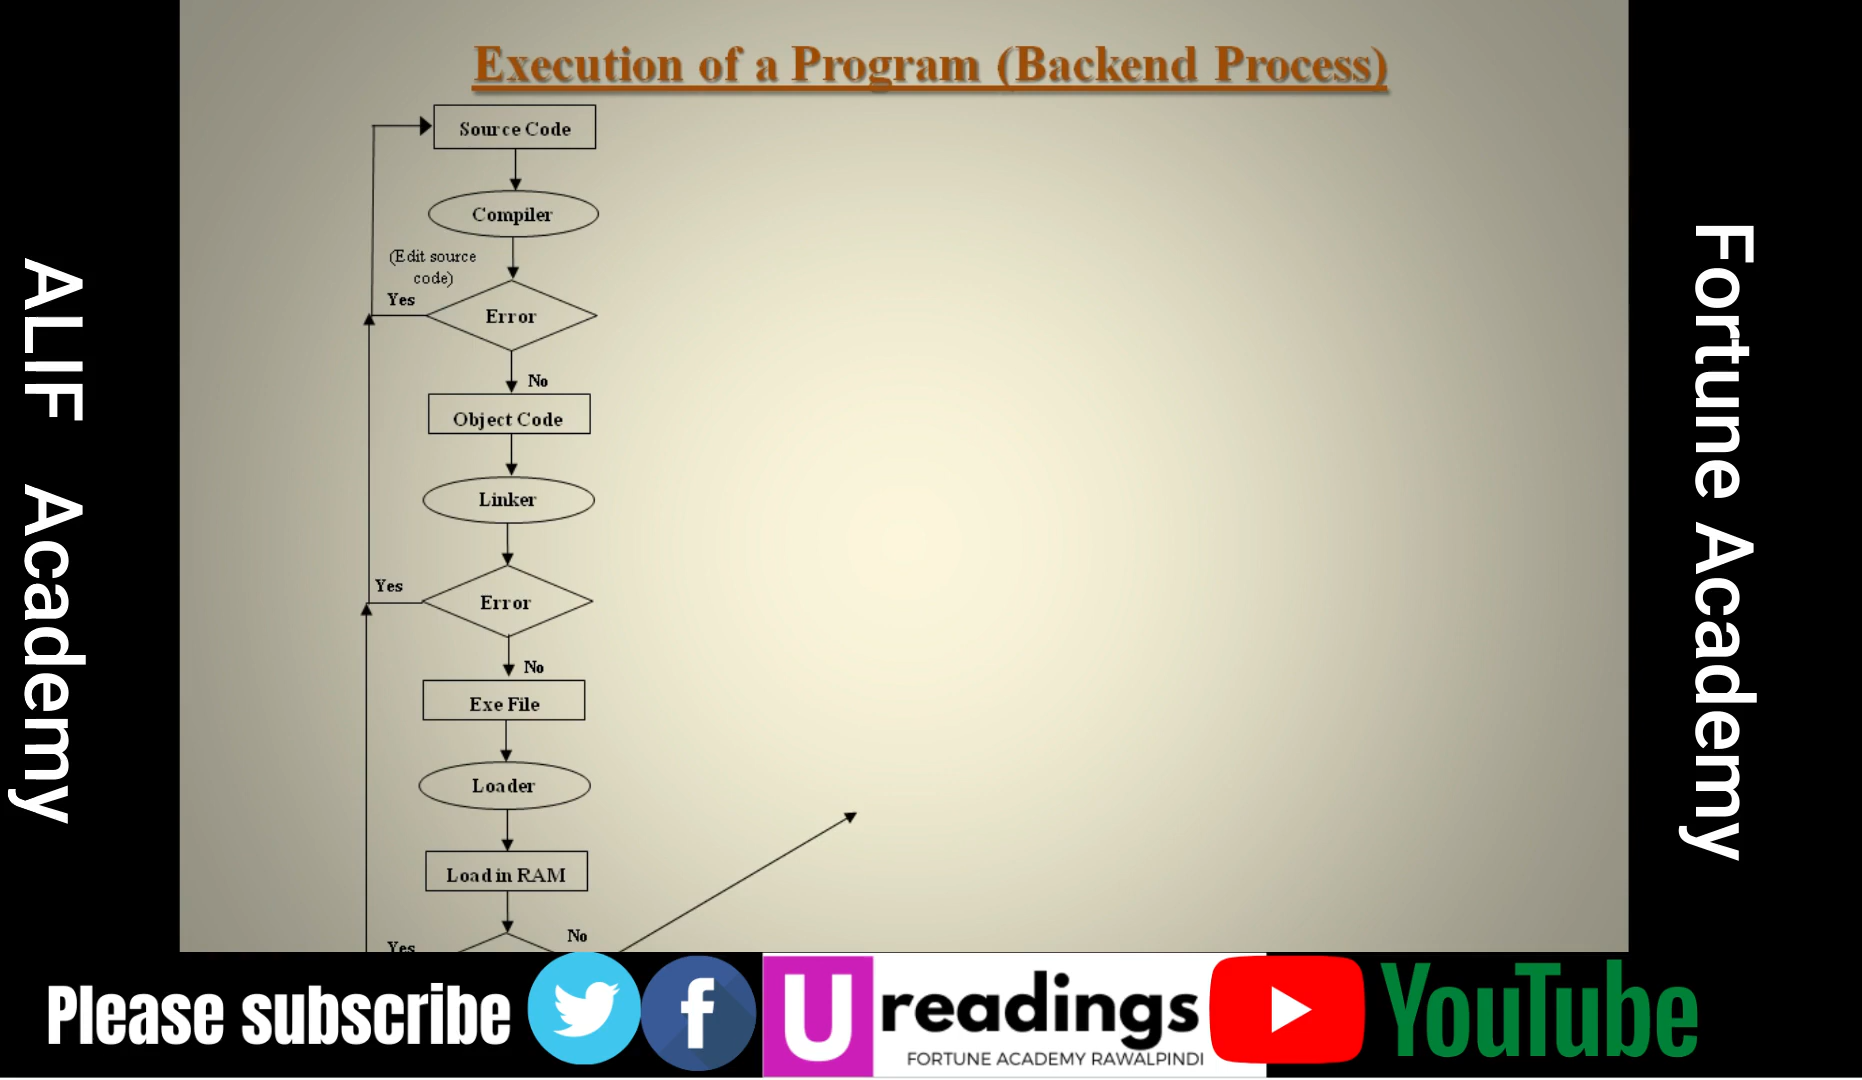 Execution of a Program (Backend Process)
Source Code
Compiler
(Edit source
code)
Yes
Error
No
Object Code
Linker
Yes
Error
No
Exe File
Loader
Load in RAM
No
Yes
ALIF Academy
Fortune Academy
Please subscribe
f
U readings
FORTUNE ACADEMY RAWALPINDI
YouTube